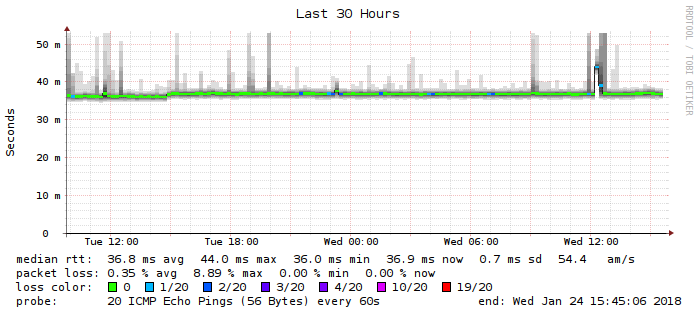 Last 30 Hours
RRDTOOL / TOBI OETIKER
Seconds
50 m
40 m
30 m
20 m
10 m
0
Tue 12:00 Tue 18:00 Wed 00:00 Wed 06:00 Wed 12:00
median rtt: 36.8 ms avg 44.0 ms max 36.0 ms min 36.9 ms now 0.7 ms sd 54.4 am/s
packet loss: 0.35 % avg 8.89 % max 0.00 % min 0.00 % now
loss color: 0 1/20 2/20 3/20 4/20 10/20 19/20
probe: 20 ICMP Echo Pings (56 Bytes) every 60s end: Wed Jan 24 15:45:06 2018